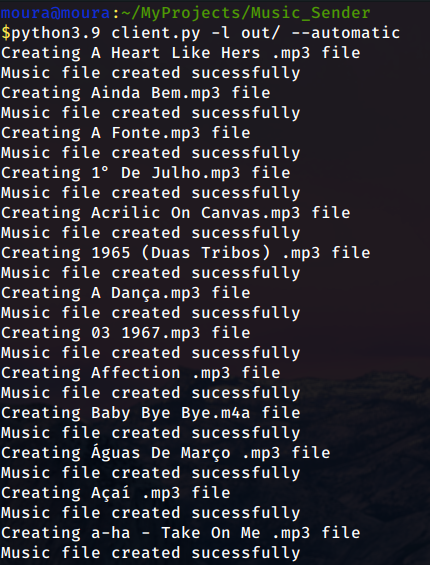 moura@moura:~/MyProjects/Music_Sender
$python3.9 client.py -l out/ --automatic
Creating A Heart Like Hers .mp3 file
Music file created sucessfully
Creating Ainda Bem.mp3 file
Music file created sucessfully
Creating A Fonte.mp3 file
Music file created sucessfully
Creating 1° De Julho.mp3 file
Music file created sucessfully
Creating Acrilic On Canvas.mp3 file
Music file created sucessfully
Creating 1965 (Duas Tribos) .mp3 file
Music file created sucessfully
Creating A Dança.mp3 file
Music file created sucessfully
Creating 03 1967.mp3 file
Music file created sucessfully
Creating Affection .mp3 file
Music file created sucessfully
Creating Baby Bye Bye.m4a file
Music file created sucessfully
Creating Águas De Março .mp3 file
Music file created sucessfully
Creating Açaí .mp3 file
Music file created sucessfully
Creating a-ha - Take On Me .mp3 file
Music file created sucessfully